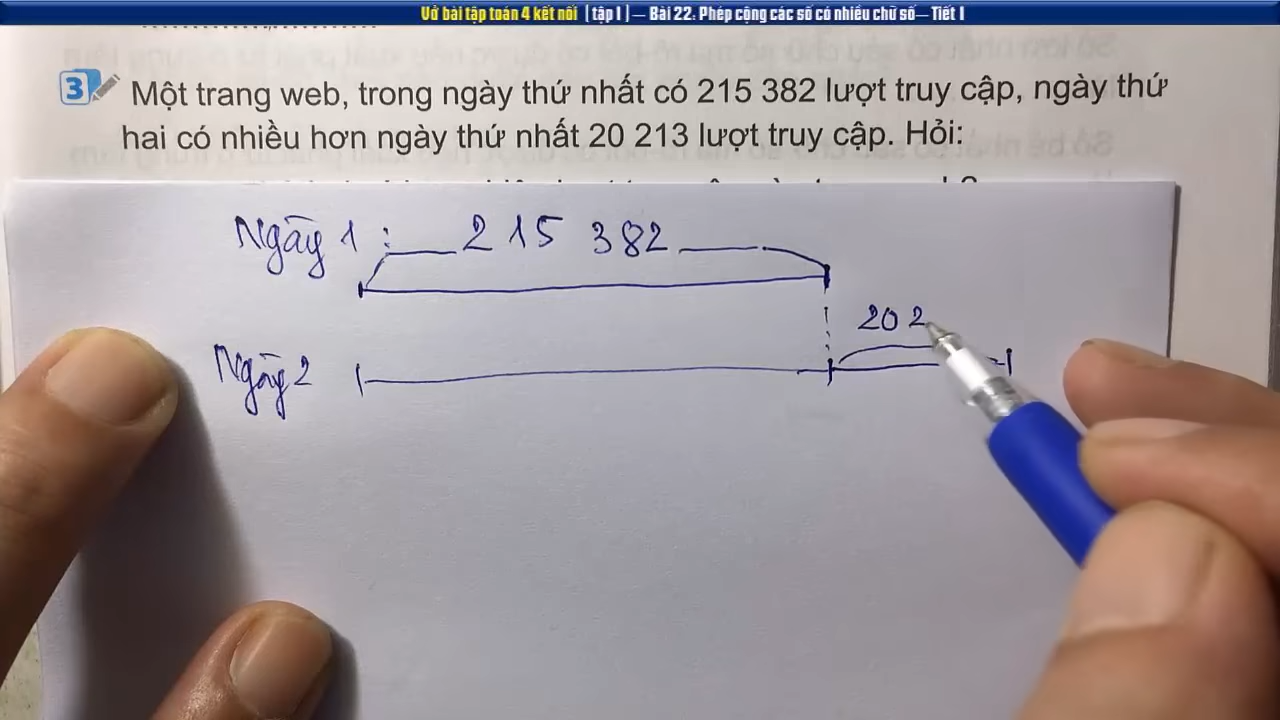 Vở bài tập toán 4 kết nối (tập 1) – Bài 22: Phép cộng các số có nhiều chữ số– Tiết 1
3 Một trang web, trong ngày thứ nhất có 215 382 lượt truy cập, ngày thứ
hai có nhiều hơn ngày thứ nhất 20 213 lượt truy cập. Hỏi:
Ngày 1 : 215 382
20 2
Ngày 2